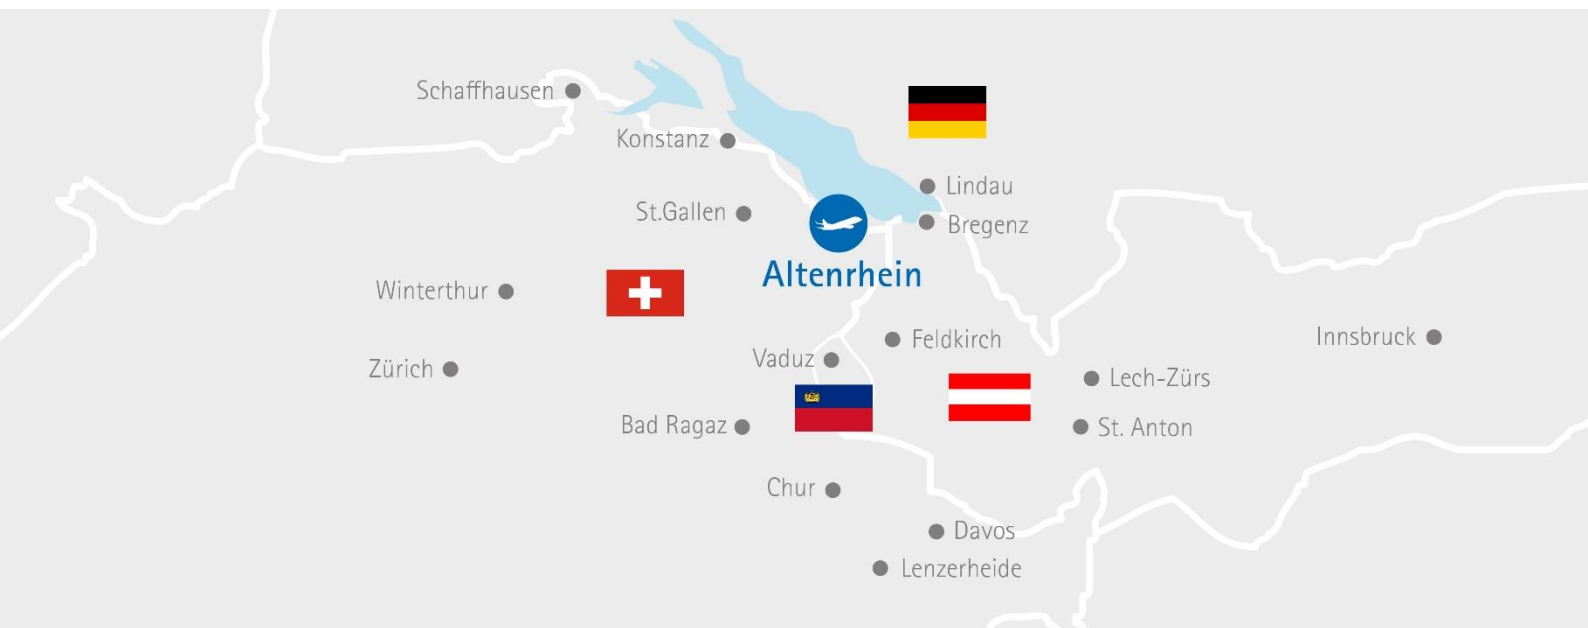 Schaffhausen
Konstanz
Lindau
St.Gallen
Bregenz
Altenrhein
Winterthur
Feldkirch
Innsbruck
Vaduz
Zürich
Lech-Zürs
Bad Ragaz
St. Anton
Chur
Davos
Lenzerheide